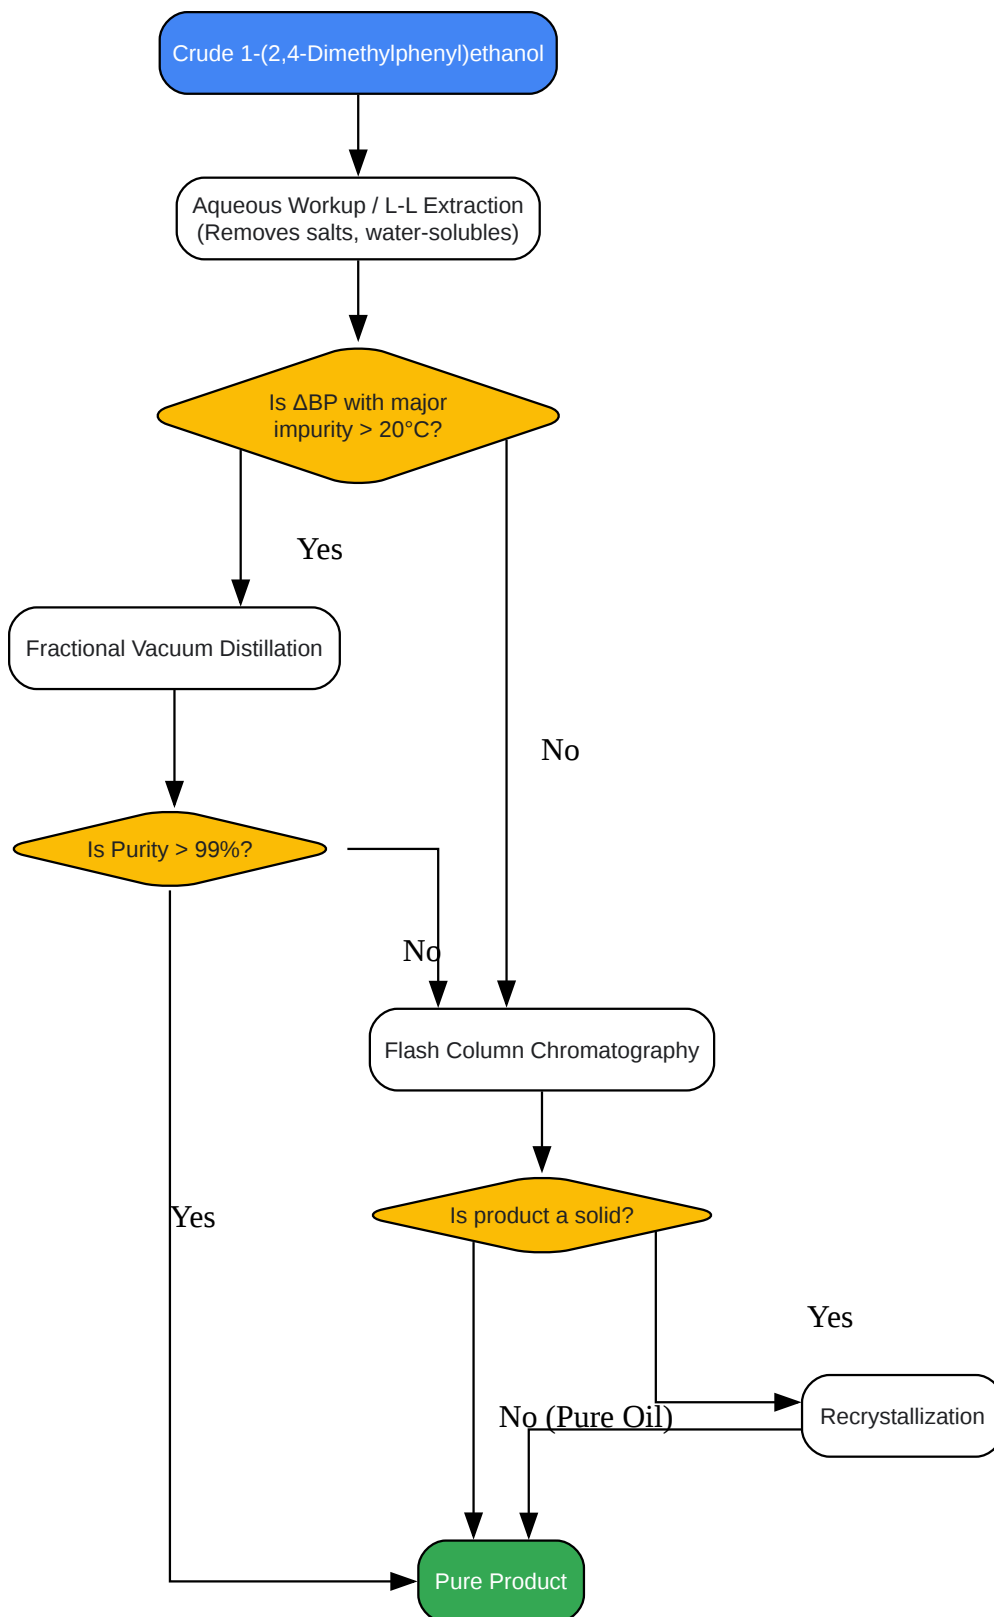 Crude 1-(2,4-Dimethylphenyl)ethanol
Aqueous Workup / L-L Extraction
(Removes salts, water-solubles)
Is ΔBP with major
impurity > 20°C?
Yes
Fractional Vacuum Distillation
No
Is Purity > 99%?
No
Flash Column Chromatography
Yes
Is product a solid?
Yes
No (Pure Oil)
Recrystallization
Pure Product